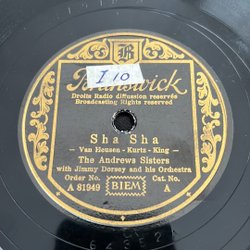 B
Brunswick
I 10
Droits Radio diffusion reservés
Broadcasting Rights reserved
Sha Sha
– Van Heusen - Kurtz - King –
The Andrews Sisters
with Jimmy Dorsey and his Orchestra
Order No. Cat. No.
A 81949 BIEM A